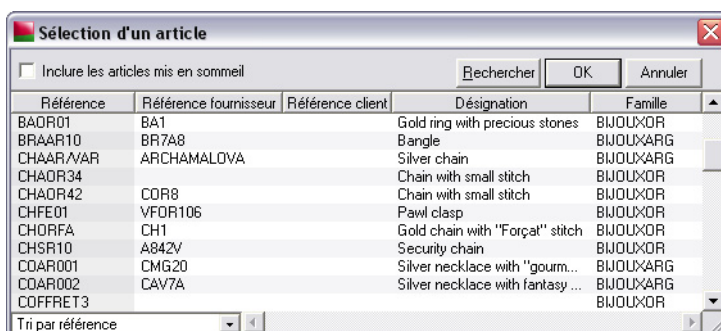 Sélection d'un article
Inclure les articles mis en sommeil Rechercher OK Annuler
Référence Référence fournisseur Référence client Désignation Famille
BAOR01 BA1 Gold ring with precious stones BIJOUXOR
BRAAR10 BR7A8 Bangle BIJOUXARG
CHAAR/VAR ARCHAMALOVA Silver chain BIJOUXARG
CHAOR34 Chain with small stitch BIJOUXOR
CHAOR42 COR8 Chain with small stitch BIJOUXOR
CHFE01 VFOR106 Pawl clasp BIJOUXOR
CHORFA CH1 Gold chain with "Forçat" stitch BIJOUXOR
CHSR10 A842V Security chain BIJOUXOR
COAR001 CMG20 Silver necklace with "gourm... BIJOUXARG
COAR002 CAV7A Silver necklace with fantasy ... BIJOUXARG
COFFRET3 BIJOUXOR
Tri par référence